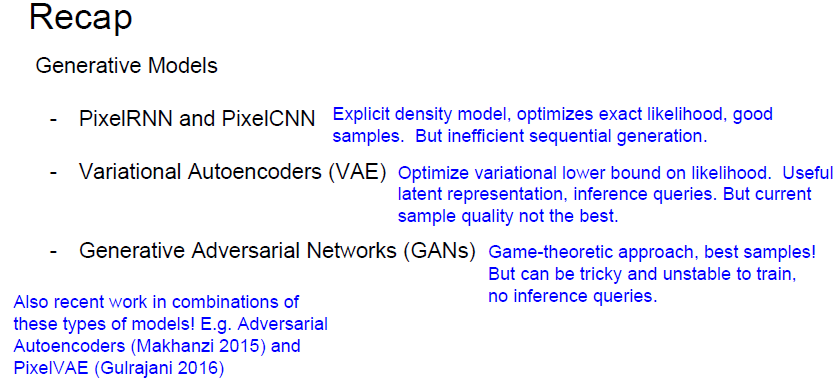 Recap
Generative Models
- PixelRNN and PixelCNN
Explicit density model, optimizes exact likelihood, good
samples. But inefficient sequential generation.
- Variational Autoencoders (VAE)
Optimize variational lower bound on likelihood. Useful
latent representation, inference queries. But current
sample quality not the best.
- Generative Adversarial Networks (GANs)
Game-theoretic approach, best samples!
But can be tricky and unstable to train,
no inference queries.
Also recent work in combinations of
these types of models! E.g. Adversarial
Autoencoders (Makhanzi 2015) and
PixelVAE (Gulrajani 2016)